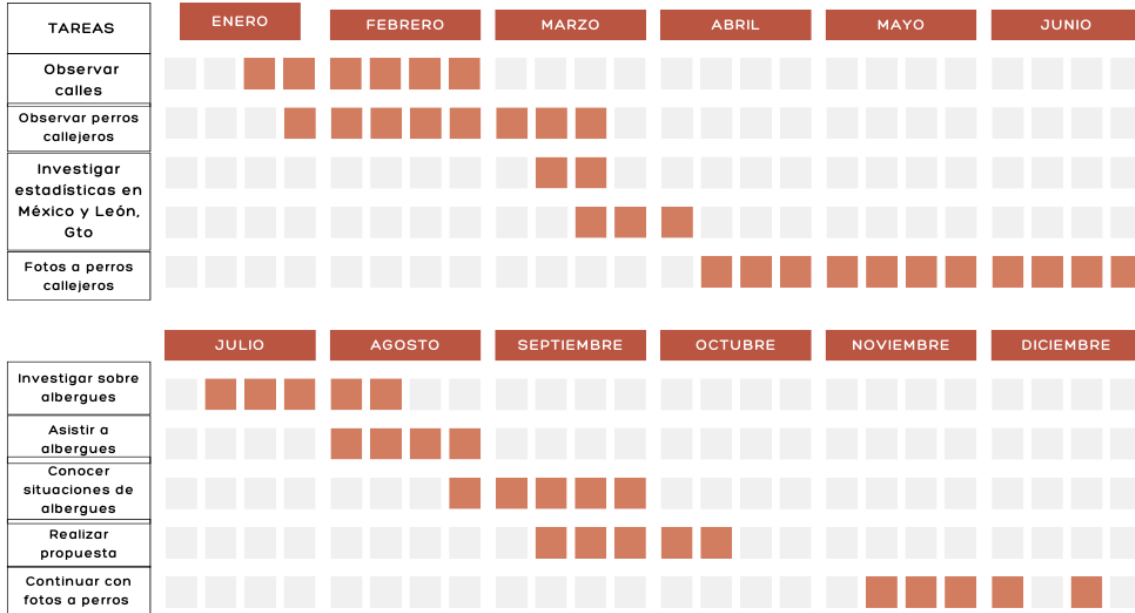 TAREAS
ENERO
FEBRERO
MARZO
ABRIL
MAYO
JUNIO
Observar
calles
Observar perros
callejeros
Investigar
estadísticas en
México y León,
Gto
Fotos a perros
callejeros
JULIO
AGOSTO
SEPTIEMBRE
OCTUBRE
NOVIEMBRE
DICIEMBRE
Investigar sobre
albergues
Asistir a
albergues
Conocer
situaciones de
albergues
Realizar
propuesta
Continuar con
fotos a perros